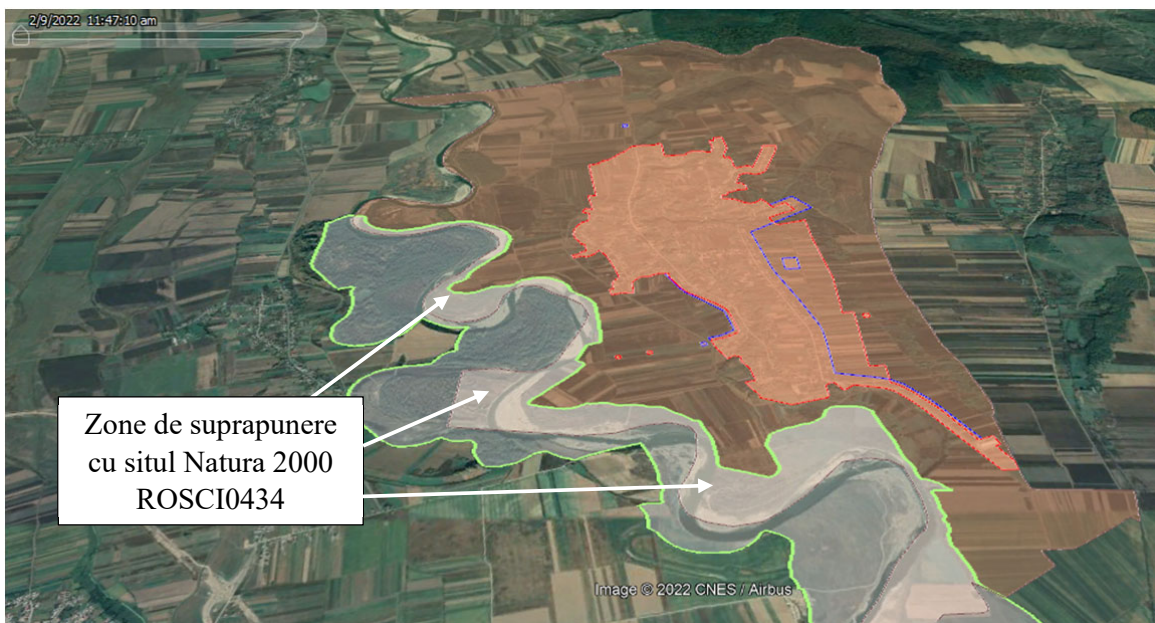 2/9/2022 11:47:10 am
Zone de suprapunere
cu situl Natura 2000
ROSCI0434
Image © 2022 CNES / Airbus